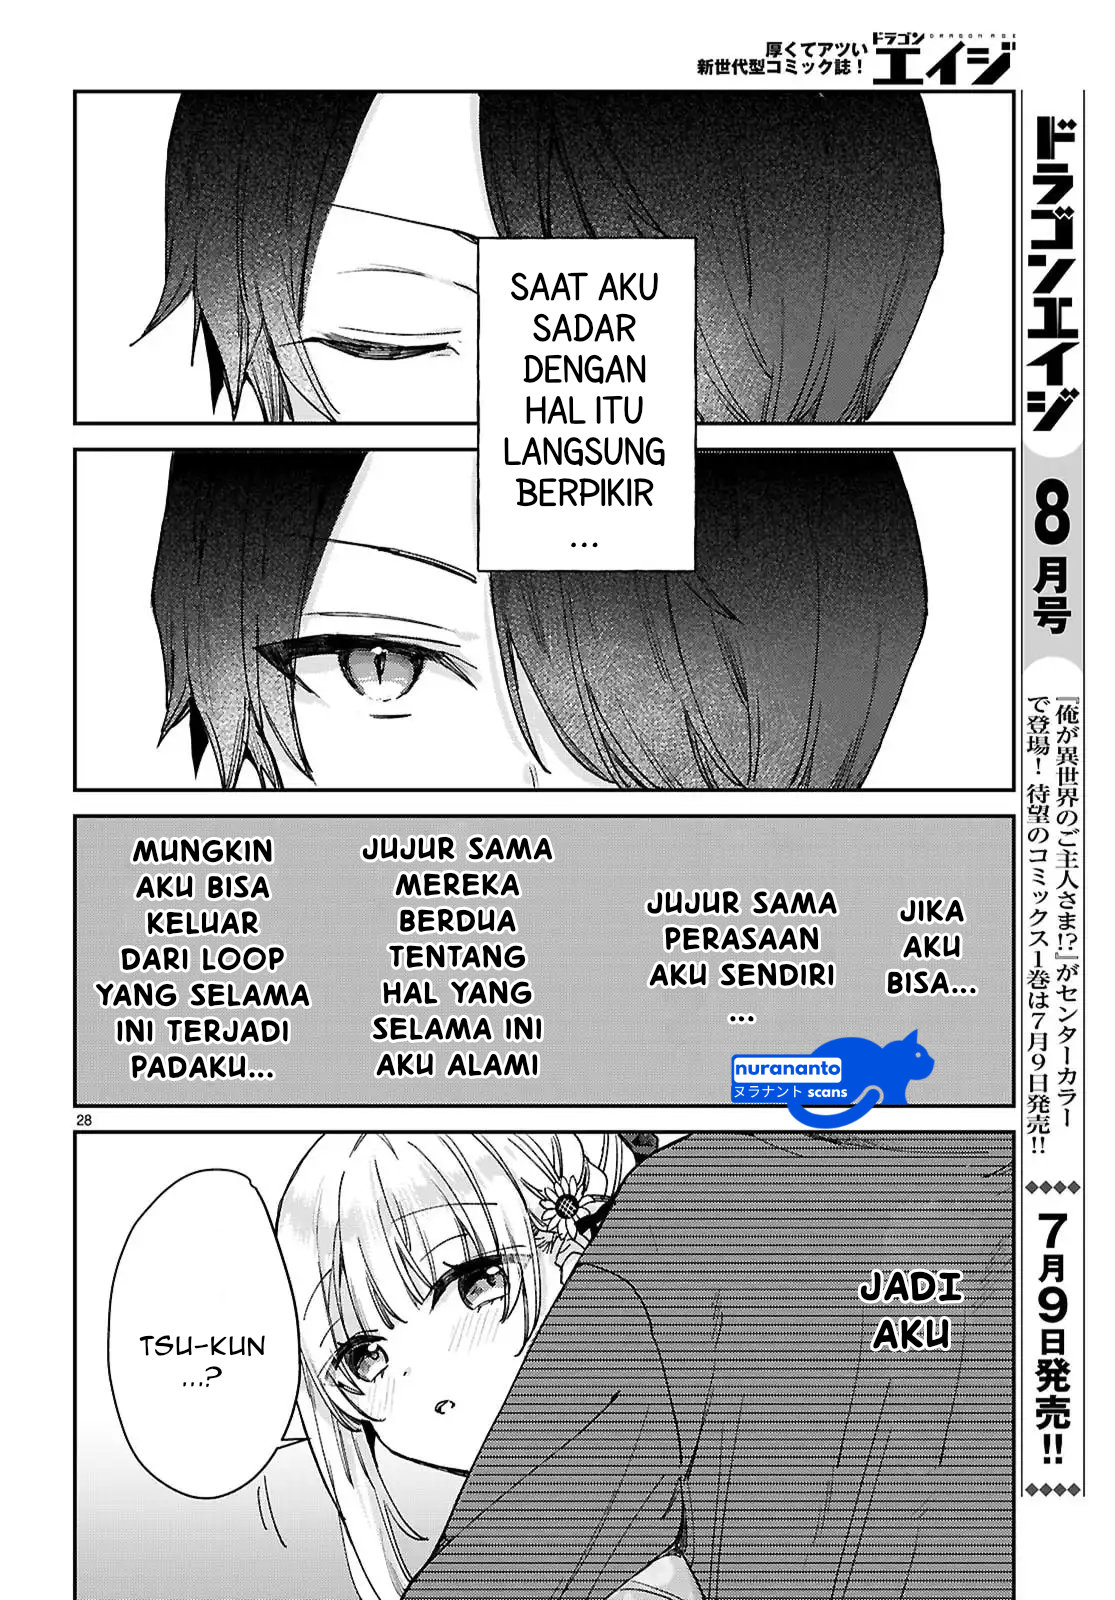 厚くてアツい
新世代型コミック誌！
ドラゴン
DRAGON AGE
エイジ
ドラゴンエイジ
8月号
『俺が異世界のご主人さま!?』がセンターカラー
で登場！待望のコミックス1巻は7月9日発売!!
7月9日発売!!
SAAT AKU
SADAR
DENGAN
HAL ITU
LANGSUNG
BERPIKIR
...
JIKA
AKU
BISA...
JUJUR SAMA
PERASAAN
AKU SENDIRI
...
JUJUR SAMA
MEREKA
BERDUA
TENTANG
HAL YANG
SELAMA INI
AKU ALAMI
MUNGKIN
AKU BISA
KELUAR
DARI LOOP
YANG SELAMA
INI TERJADI
PADAKU...
nurananto
ヌラナント scans
28
JADI
AKU
TSU-KUN
...?